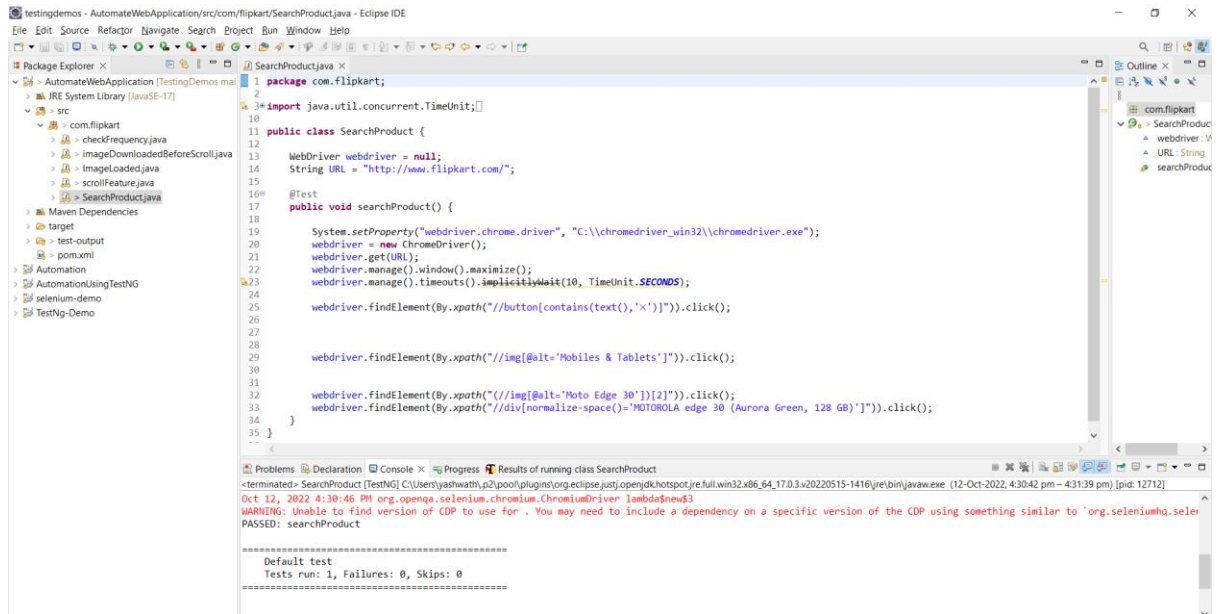 testingdemos - AutomateWebApplication/src/com/flipkart/SearchProduct.java - Eclipse IDE
File Edit Source Refactor Navigate Search Project Run Window Help
Package Explorer
AutomateWebApplication [TestingDemos mai
JRE System Library [JavaSE-17]
> src
> com.flipkart
> checkFrequency.java
> imageDownloadedBeforeScroll.java
> ImageLoaded.java
> scrollFeature.java
> SearchProduct.java
Maven Dependencies
target
> test-output
pom.xml
Automation
AutomationUsingTestNG
selenium-demo
TestNg-Demo
SearchProduct.java
1 package com.flipkart;
2
3 import java.util.concurrent.TimeUnit;
10
11 public class SearchProduct {
12
13 WebDriver webdriver = null;
14 String URL = "http://www.flipkart.com/";
15
16 @Test
17 public void searchProduct() {
18
19 System.setProperty("webdriver.chrome.driver", "C:\\chromedriver_win32\\chromedriver.exe");
20 webdriver = new ChromeDriver();
21 webdriver.get(URL);
22 webdriver.manage().window().maximize();
23 webdriver.manage().timeouts().implicitlyWait(10, TimeUnit.SECONDS);
24
25 webdriver.findElement(By.xpath("//button[contains(text(),'✕')]")).click();
26
27
28
29 webdriver.findElement(By.xpath("//img[@alt='Mobiles & Tablets']")).click();
30
31
32 webdriver.findElement(By.xpath("(//img[@alt='Moto Edge 30'])[2]")).click();
33 webdriver.findElement(By.xpath("//div[normalize-space()='MOTOROLA edge 30 (Aurora Green, 128 GB)']")).click();
34 }
35 }
Outline
com.flipkart
> SearchProduc
webdriver : W
URL : String
searchProduc
Problems Declaration Console Progress Results of running class SearchProduct
<terminated> SearchProduct [TestNG] C:\Users\yashwath\.p2\pool\plugins\org.eclipse.justj.openjdk.hotspot.jre.full.win32.x86_64_17.0.3.v20220515-1416\jre\bin\javaw.exe (12-Oct-2022, 4:30:42 pm – 4:31:39 pm) [pid: 12712]
Oct 12, 2022 4:30:46 PM org.openqa.selenium.chromium.ChromiumDriver lambda$new$3
WARNING: Unable to find version of CDP to use for . You may need to include a dependency on a specific version of the CDP using something similar to `org.seleniumhq.selen
PASSED: searchProduct
===============================================
Default test
Tests run: 1, Failures: 0, Skips: 0
===============================================